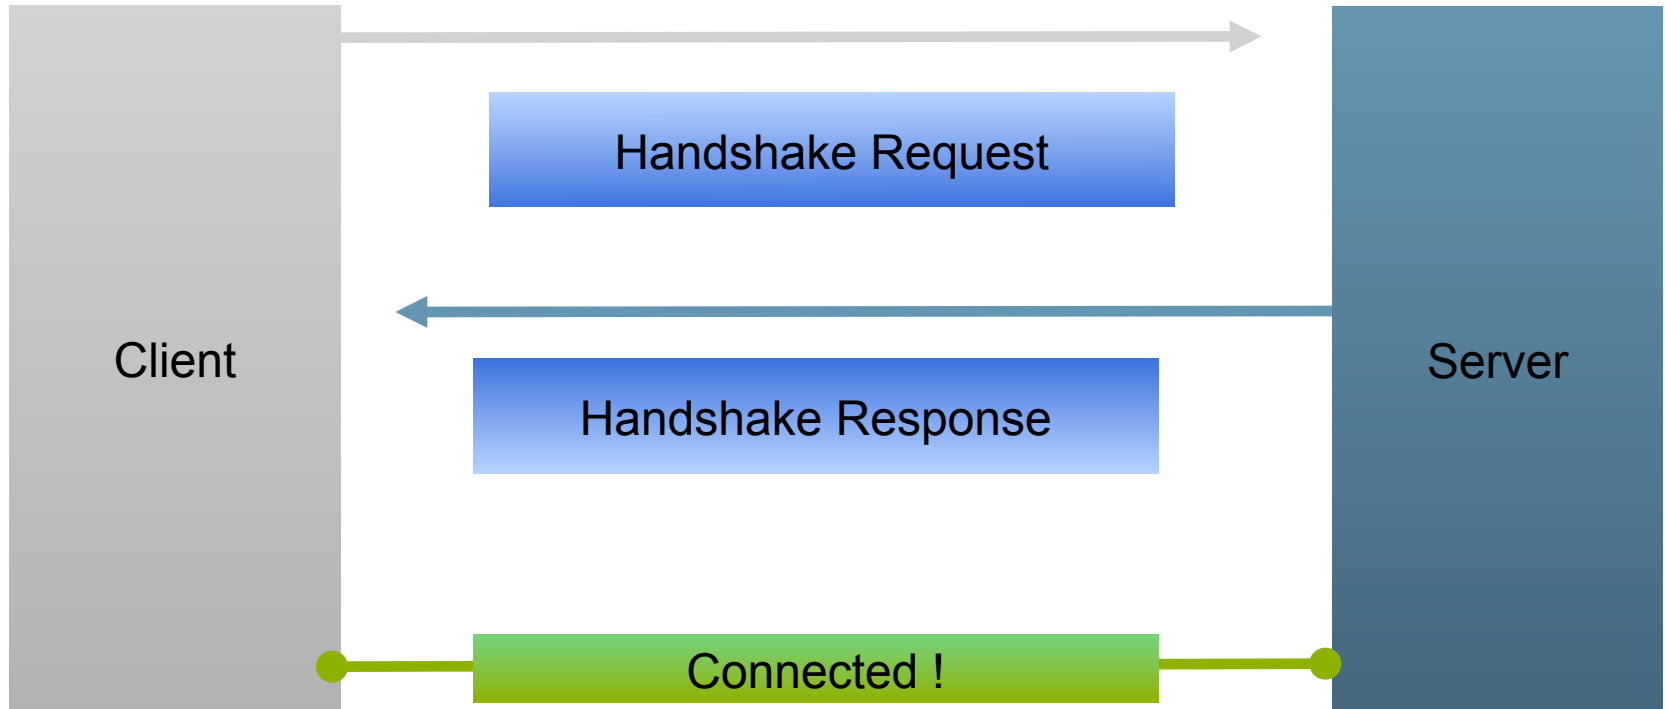 Handshake Request
Client
Server
Handshake Response
Connected !